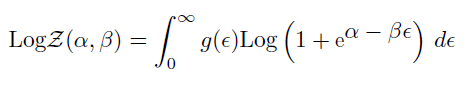 Log𝒵(α, β) = ∫₀^∞ g(ϵ)Log (1 + e^{α − βϵ}) dϵ